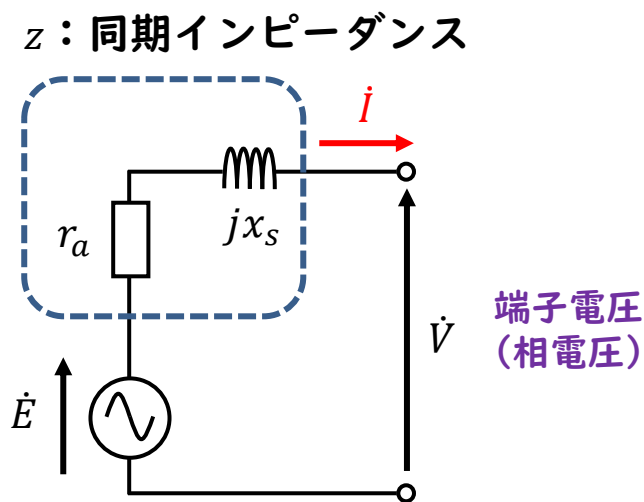 z：同期インピーダンス
İ
r_a
jx_s
V̇
端子電圧
（相電圧）
Ė